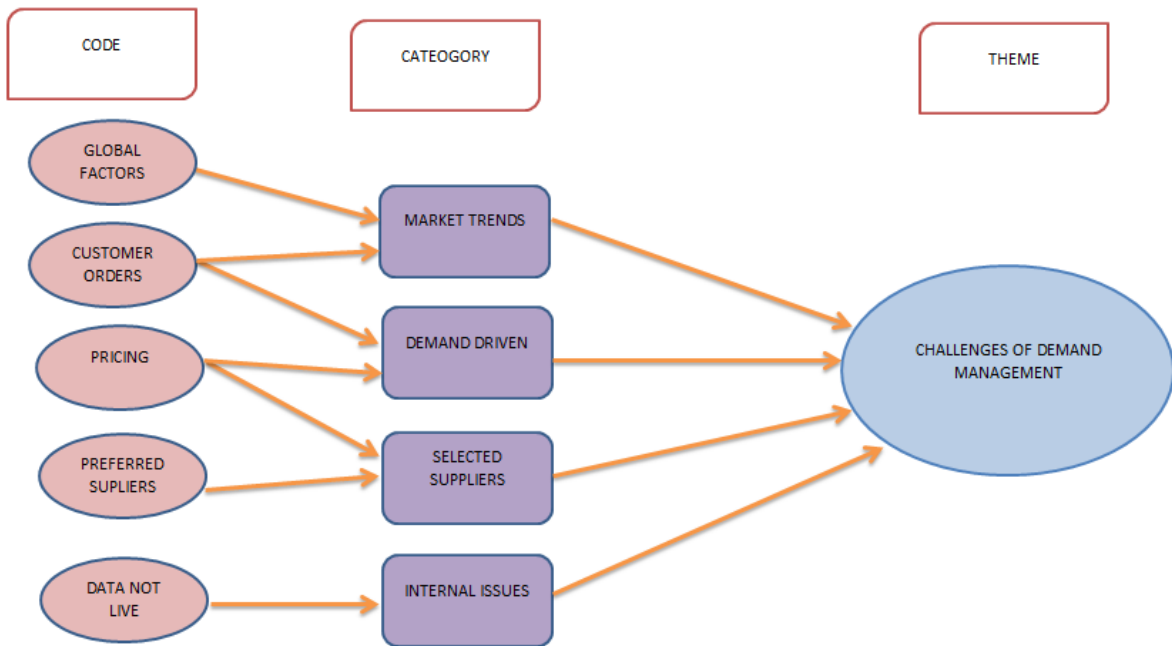 CODE
CATEOGORY
THEME
GLOBAL
FACTORS
MARKET TRENDS
CUSTOMER
ORDERS
DEMAND DRIVEN
PRICING
CHALLENGES OF DEMAND
MANAGEMENT
PREFERRED
SUPLIERS
SELECTED
SUPPLIERS
DATA NOT
LIVE
INTERNAL ISSUES